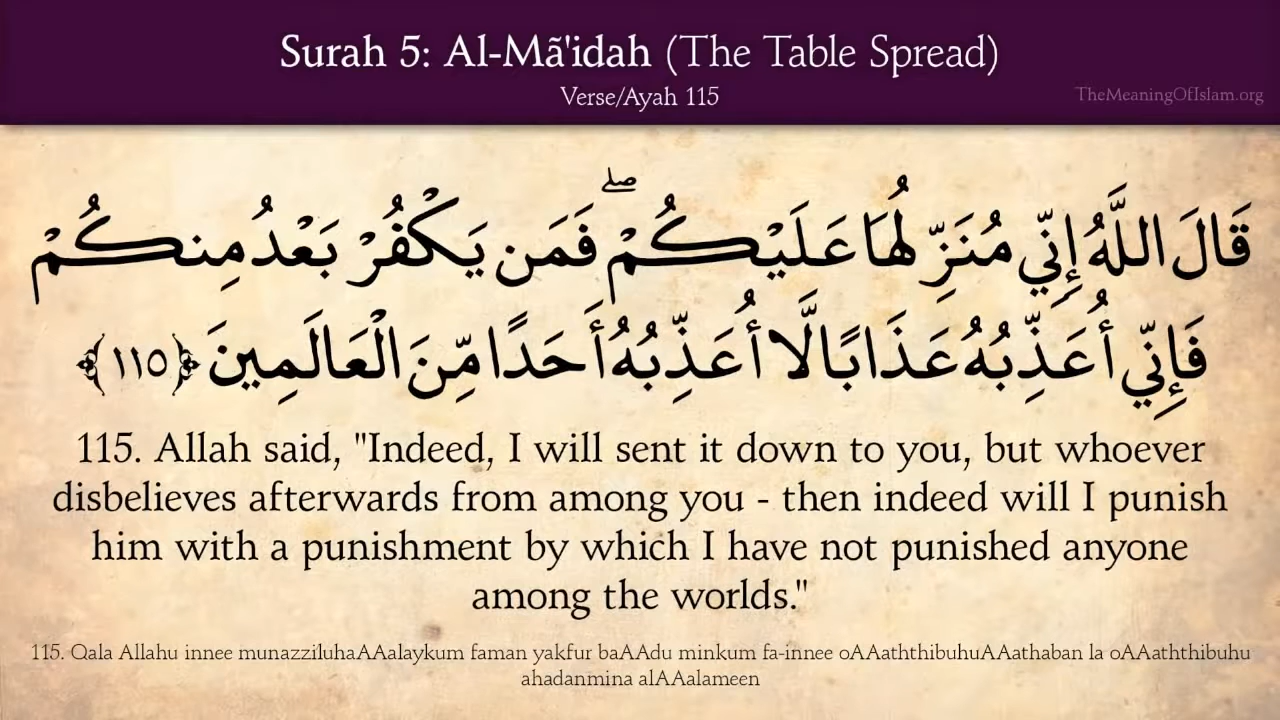 Surah 5: Al-Mã'idah (The Table Spread)
Verse/Ayah 115
TheMeaningOfIslam.org
قَالَ اللَّهُ إِنِّي مُنَزِّلُهَا عَلَيْكُمْ ۖ فَمَن يَكْفُرْ بَعْدُ مِنكُمْ
فَإِنِّي أُعَذِّبُهُ عَذَابًا لَّا أُعَذِّبُهُ أَحَدًا مِّنَ الْعَالَمِينَ ﴿١١٥﴾
115. Allah said, "Indeed, I will sent it down to you, but whoever
disbelieves afterwards from among you - then indeed will I punish
him with a punishment by which I have not punished anyone
among the worlds."
115. Qala Allahu innee munazziluhaAAalaykum faman yakfur baAAdu minkum fa-innee oAAaththibuhuAAathaban la oAAaththibuhu
ahadanmina alAAalameen